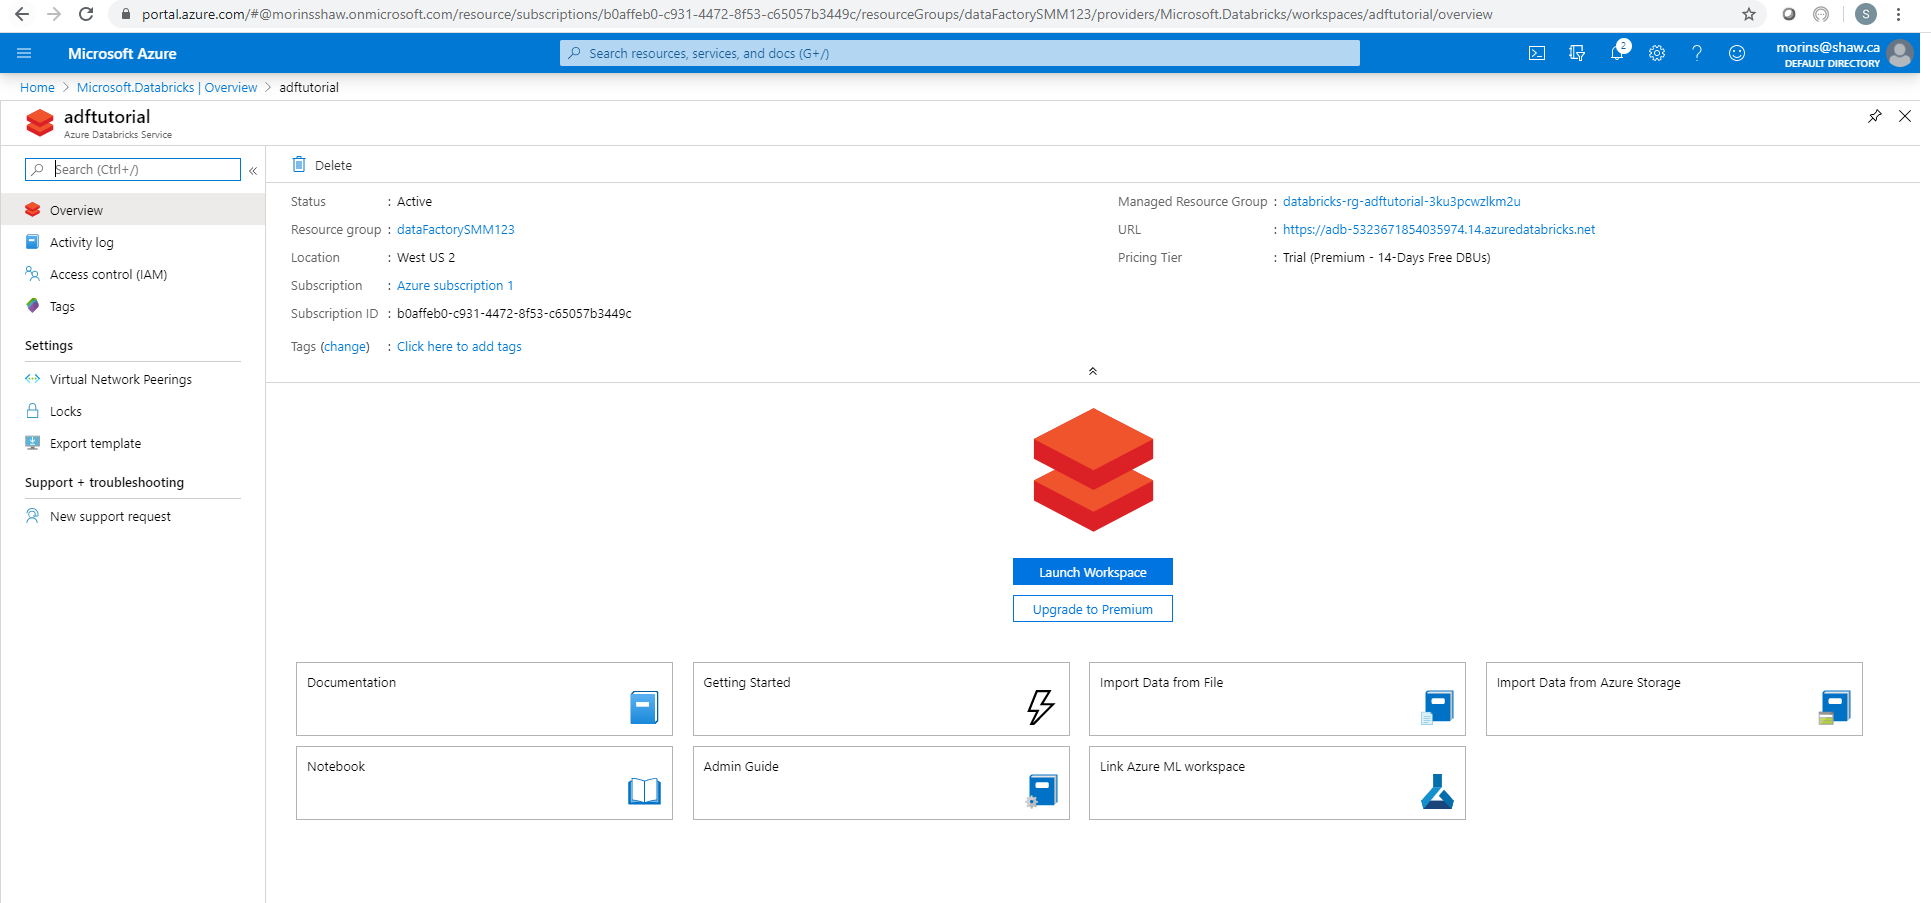 portal.azure.com/#@morinsshaw.onmicrosoft.com/resource/subscriptions/b0affeb0-c931-4472-8f53-c65057b3449c/resourceGroups/dataFactorySMM123/providers/Microsoft.Databricks/workspaces/adftutorial/overview
S
Microsoft Azure
Search resources, services, and docs (G+/)
2
morins@shaw.ca
DEFAULT DIRECTORY
Home > Microsoft.Databricks | Overview > adftutorial
adftutorial
Azure Databricks Service
Search (Ctrl+/)
«
Overview
Activity log
Access control (IAM)
Tags
Settings
Virtual Network Peerings
Locks
Export template
Support + troubleshooting
New support request
Delete
Status : Active
Resource group : dataFactorySMM123
Location : West US 2
Subscription : Azure subscription 1
Subscription ID : b0affeb0-c931-4472-8f53-c65057b3449c
Tags (change) : Click here to add tags
Managed Resource Group : databricks-rg-adftutorial-3ku3pcwzlkm2u
URL : https://adb-5323671854035974.14.azuredatabricks.net
Pricing Tier : Trial (Premium - 14-Days Free DBUs)
Launch Workspace
Upgrade to Premium
Documentation
Getting Started
Import Data from File
Import Data from Azure Storage
Notebook
Admin Guide
Link Azure ML workspace